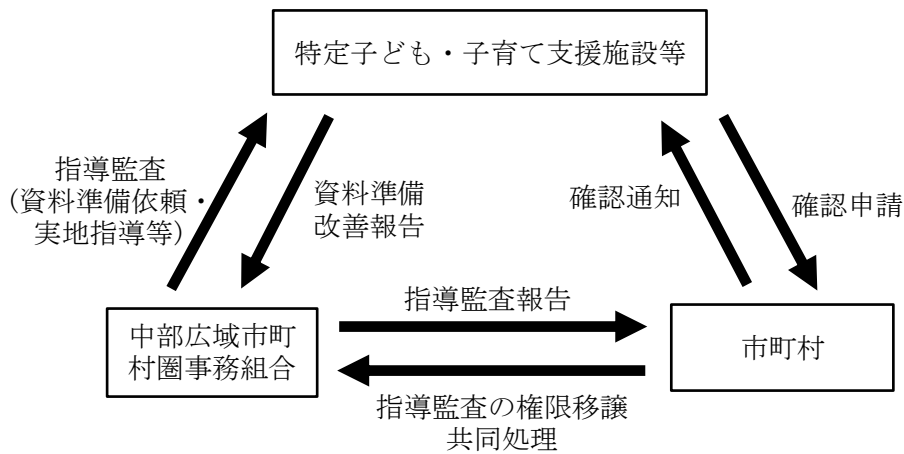 特定子ども・子育て支援施設等
指導監査
(資料準備依頼・
実地指導等)
資料準備
改善報告
確認通知
確認申請
指導監査報告
中部広域市町
村圏事務組合
市町村
指導監査の権限移譲
共同処理